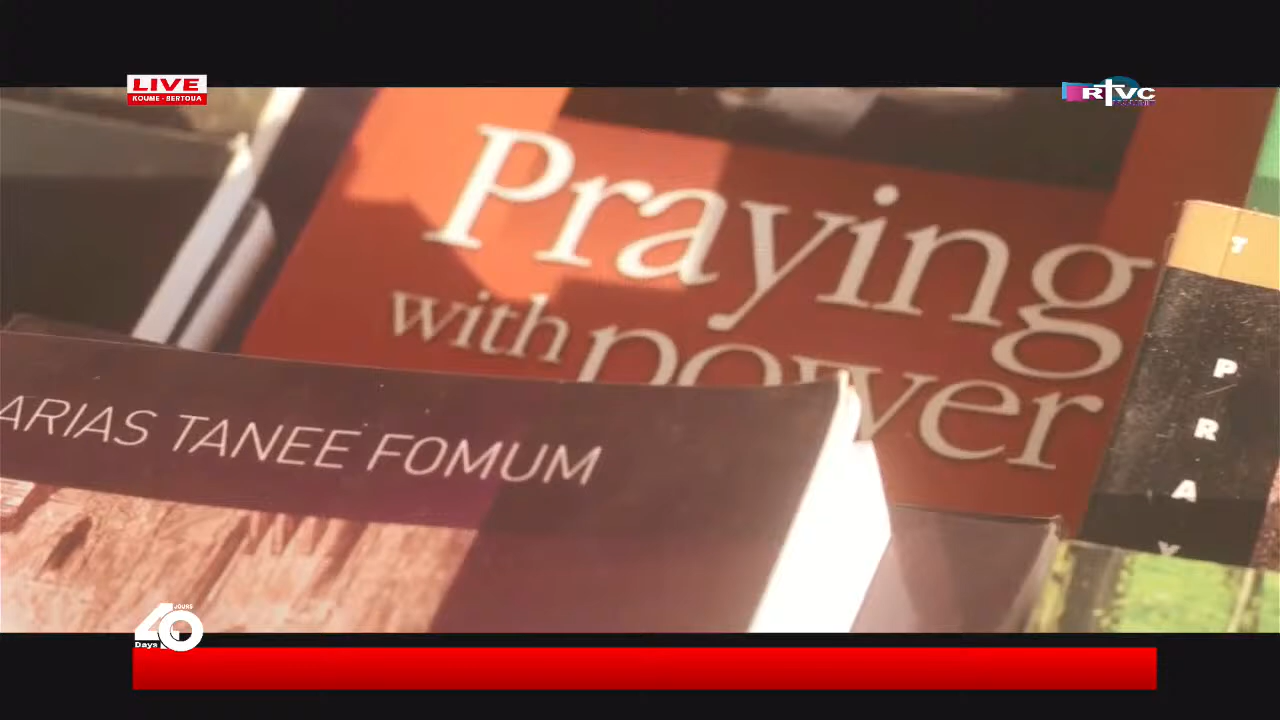 LIVE
KOUME - BERTOUA
RTVC
Praying
with power
ARIAS TANEE FOMUM
T
P
R
A
Y
40
JOURS
Days